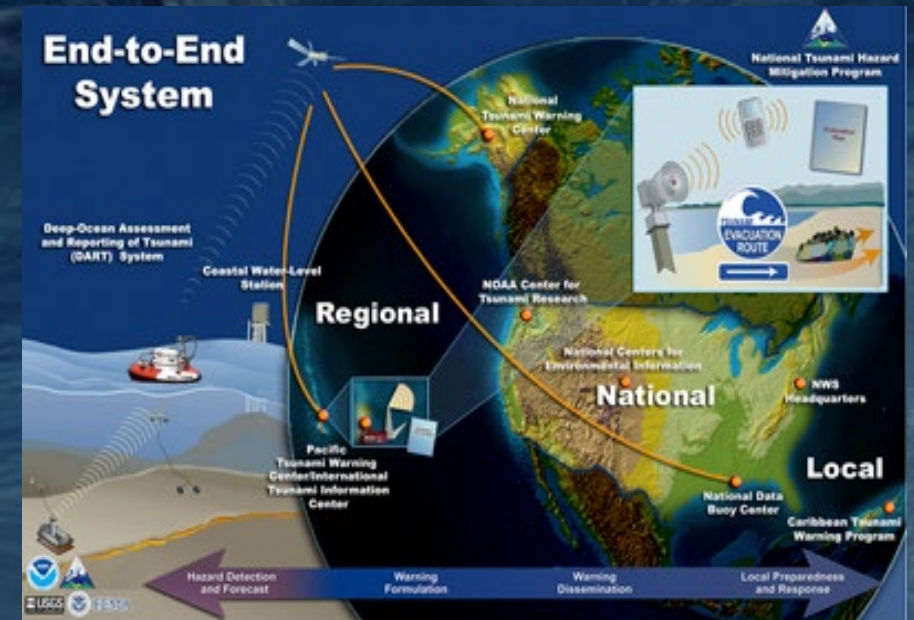 End-to-End
System
National Tsunami Hazard
Mitigation Program
National
Tsunami Warning
Center
TSUNAMI
EVACUATION
ROUTE
Deep-Ocean Assessment
and Reporting of Tsunami
(DART) System
Coastal Water-Level
Station
NOAA Center for
Tsunami Research
Regional
National Centers for
Environmental Information
National
NWS
Headquarters
Pacific
Tsunami Warning
Center/International
Tsunami Information
Center
Local
National Data
Buoy Center
Caribbean Tsunami
Warning Program
Hazard Detection
and Forecast
Warning
Formulation
Warning
Dissemination
Local Preparedness
and Response
USGS